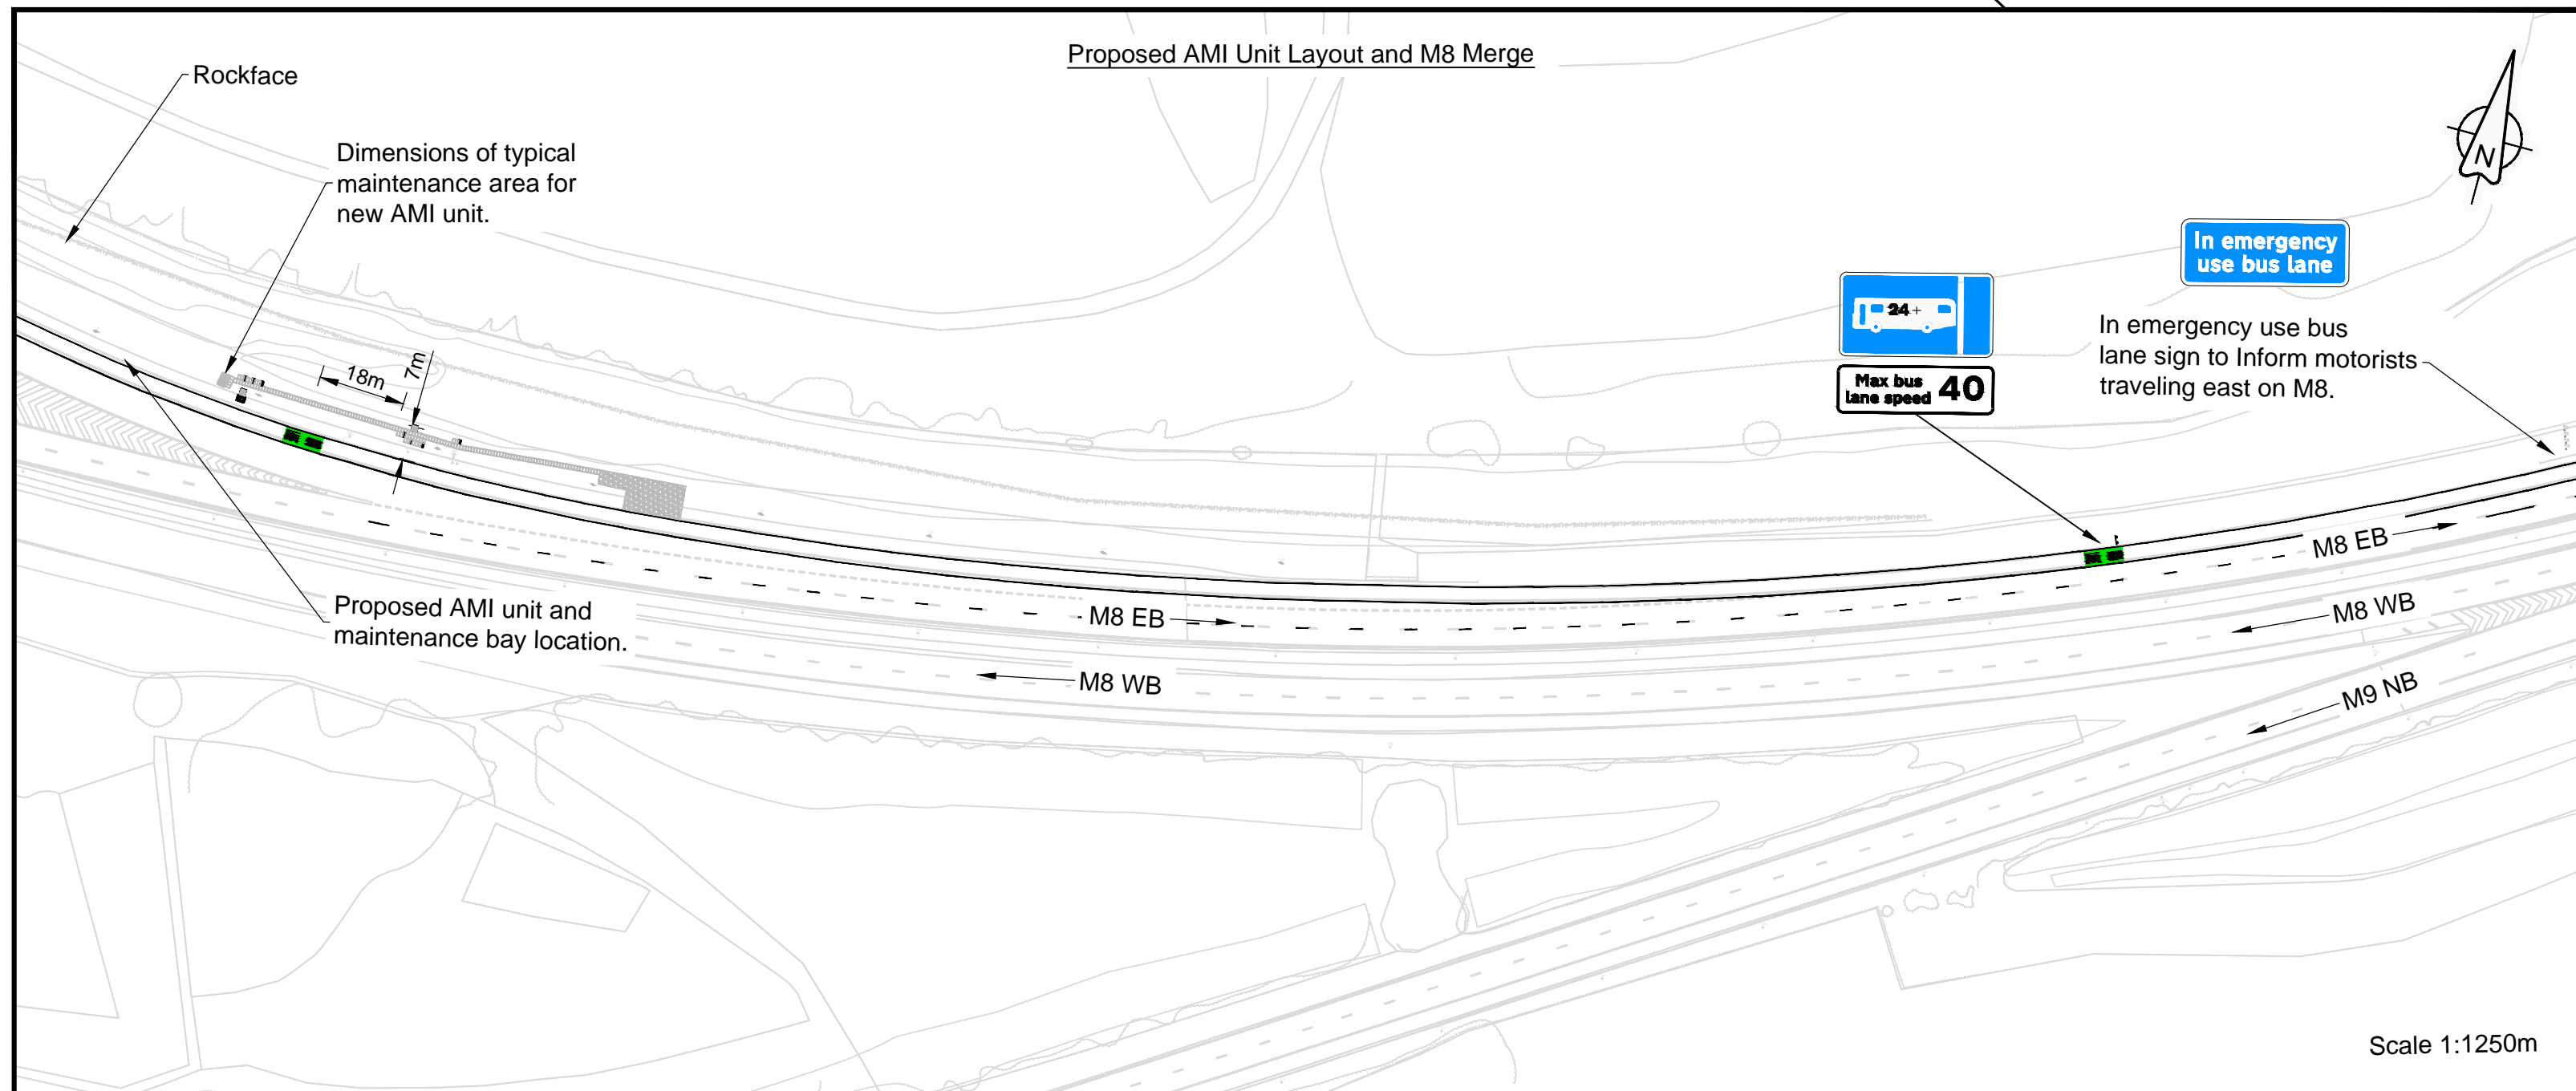 Proposed AMI Unit Layout and M8 Merge
Rockface
Dimensions of typical
maintenance area for
new AMI unit.
N
In emergency
use bus lane
24+
Max bus
lane speed 40
In emergency use bus
lane sign to Inform motorists
traveling east on M8.
18m
7m
M8 EB
M8 WB
M9 NB
Proposed AMI unit and
maintenance bay location.
M8 EB
M8 WB
Scale 1:1250m